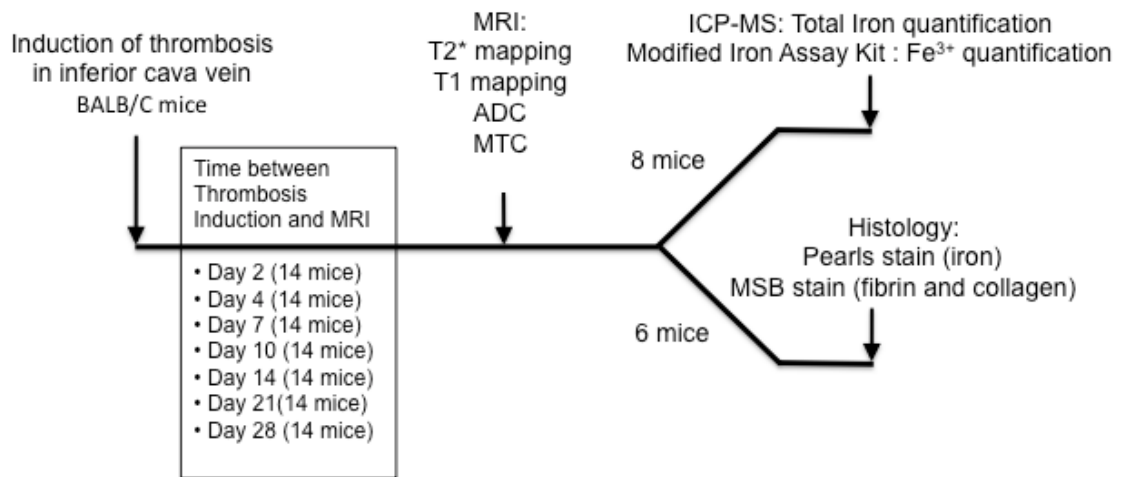 Induction of thrombosis
in inferior cava vein
BALB/C mice
Time between
Thrombosis
Induction and MRI
• Day 2 (14 mice)
• Day 4 (14 mice)
• Day 7 (14 mice)
• Day 10 (14 mice)
• Day 14 (14 mice)
• Day 21(14 mice)
• Day 28 (14 mice)
MRI:
T2* mapping
T1 mapping
ADC
MTC
8 mice
6 mice
ICP-MS: Total Iron quantification
Modified Iron Assay Kit : Fe³⁺ quantification
Histology:
Pearls stain (iron)
MSB stain (fibrin and collagen)